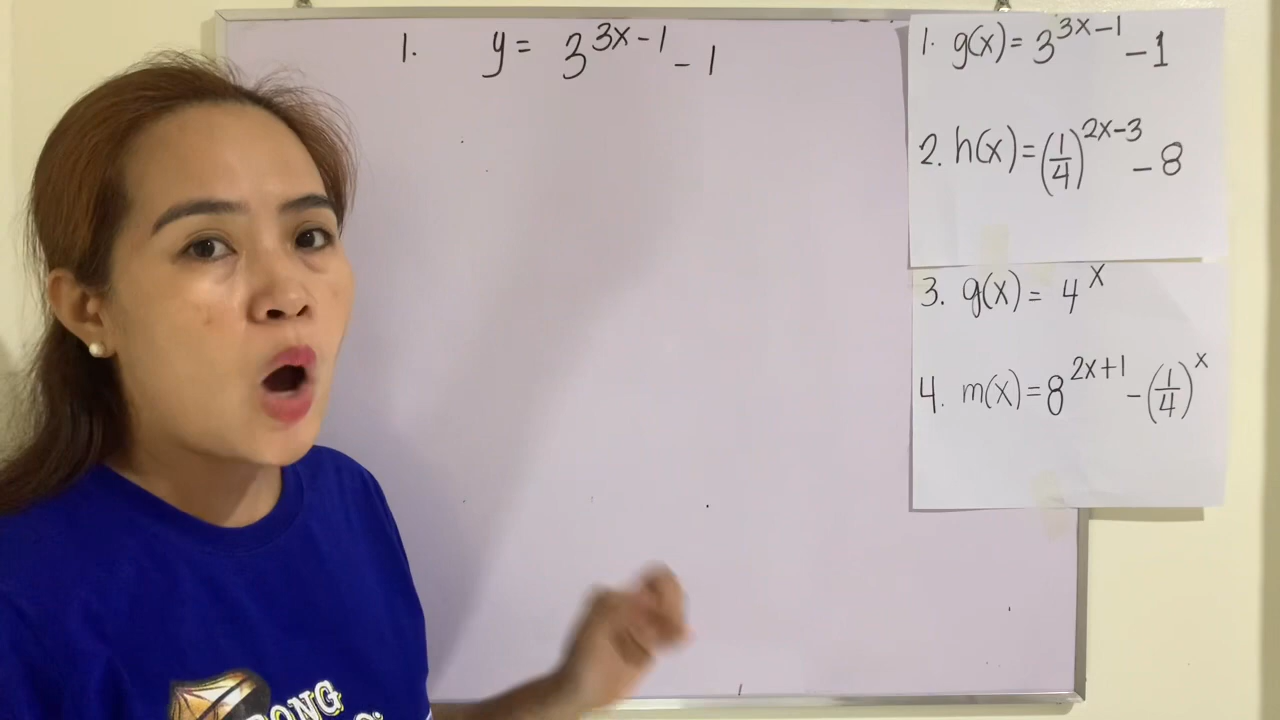 1. y = 3^{3x-1} - 1
1. g(x) = 3^{3x-1} - 1
2. h(x) = (1/4)^{2x-3} - 8
3. g(x) = 4^x
4. m(x) = 8^{2x+1} - (1/4)^x